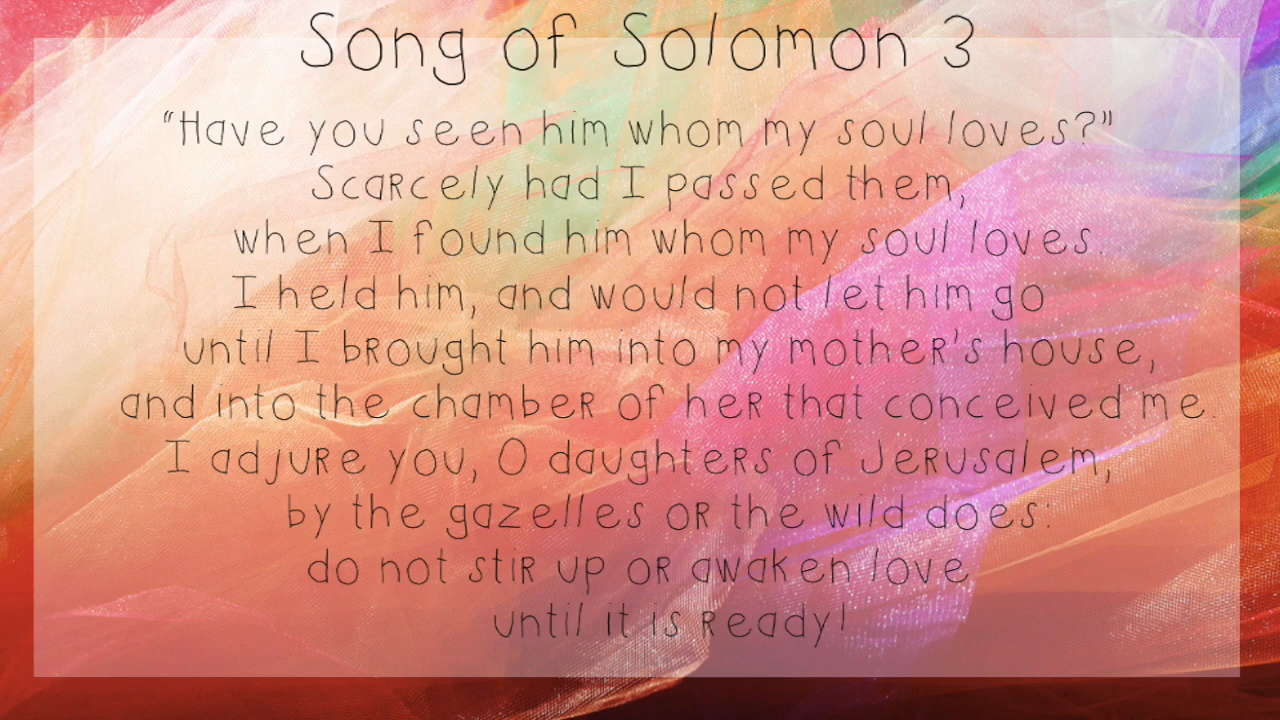 Song of Solomon 3
“Have you seen him whom my soul loves?”
Scarcely had I passed them,
when I found him whom my soul loves.
I held him, and would not let him go
until I brought him into my mother's house,
and into the chamber of her that conceived me.
I adjure you, O daughters of Jerusalem,
by the gazelles or the wild does:
do not stir up or awaken love
until it is ready!